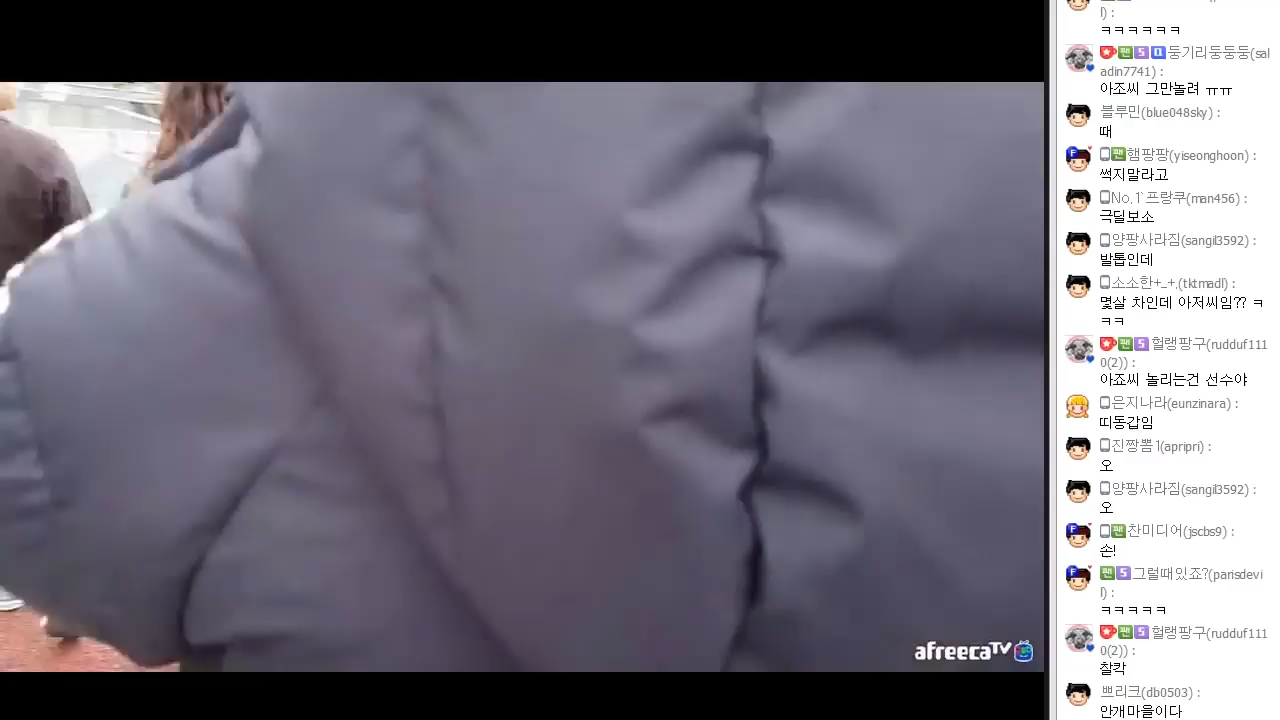 l) :
ㅋㅋㅋㅋㅋㅋ
팬 S 둥기리둥둥둥(sal
adin7741) :
아죠씨 그만놀려 ㅠㅠ
블루민(blue048sky) :
때
팬 햄팡팡(yiseonghoon) :
썩지말라고
No.1`프랑쿠(man456) :
극딜보소
양팡사라짐(sangil3592) :
발톱인데
소소한+_+.(tktmadl) :
몇살 차인데 아저씨임?? ㅋ
ㅋㅋ
팬 S 헐랭팡구(rudduf111
0(2)) :
아죠씨 놀리는건 선수야
은지나라(eunzinara) :
띠동갑임
진짱뽐1(apripri) :
오
양팡사라짐(sangil3592) :
오
팬 찬미디어(jscbs9) :
손!
팬 S 그럴때있죠?(parisdevi
l) :
ㅋㅋㅋㅋㅋ
팬 S 헐랭팡구(rudduf111
0(2)) :
찰칵
쁘리크(db0503) :
안개마을이다
afreecaTV